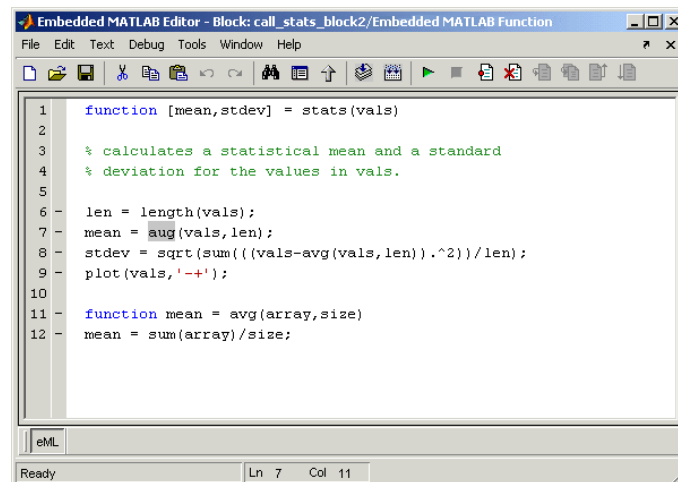 Embedded MATLAB Editor - Block: call_stats_block2/Embedded MATLAB Function
File Edit Text Debug Tools Window Help
1 function [mean,stdev] = stats(vals)
2
3 % calculates a statistical mean and a standard
4 % deviation for the values in vals.
5
6 - len = length(vals);
7 - mean = aug(vals,len);
8 - stdev = sqrt(sum(((vals-avg(vals,len)).^2))/len);
9 - plot(vals,'-+');
10
11 - function mean = avg(array,size)
12 - mean = sum(array)/size;
eML
Ready Ln 7 Col 11